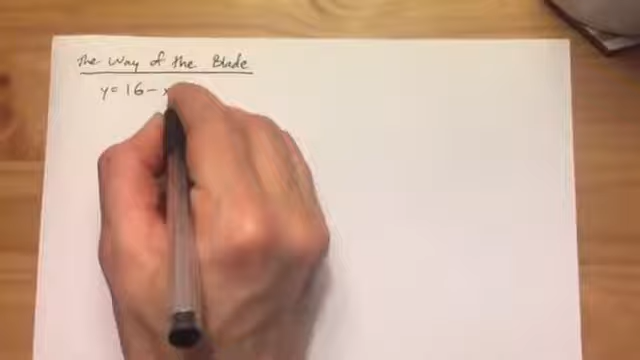 The Way of the Blade
y = 16 - x